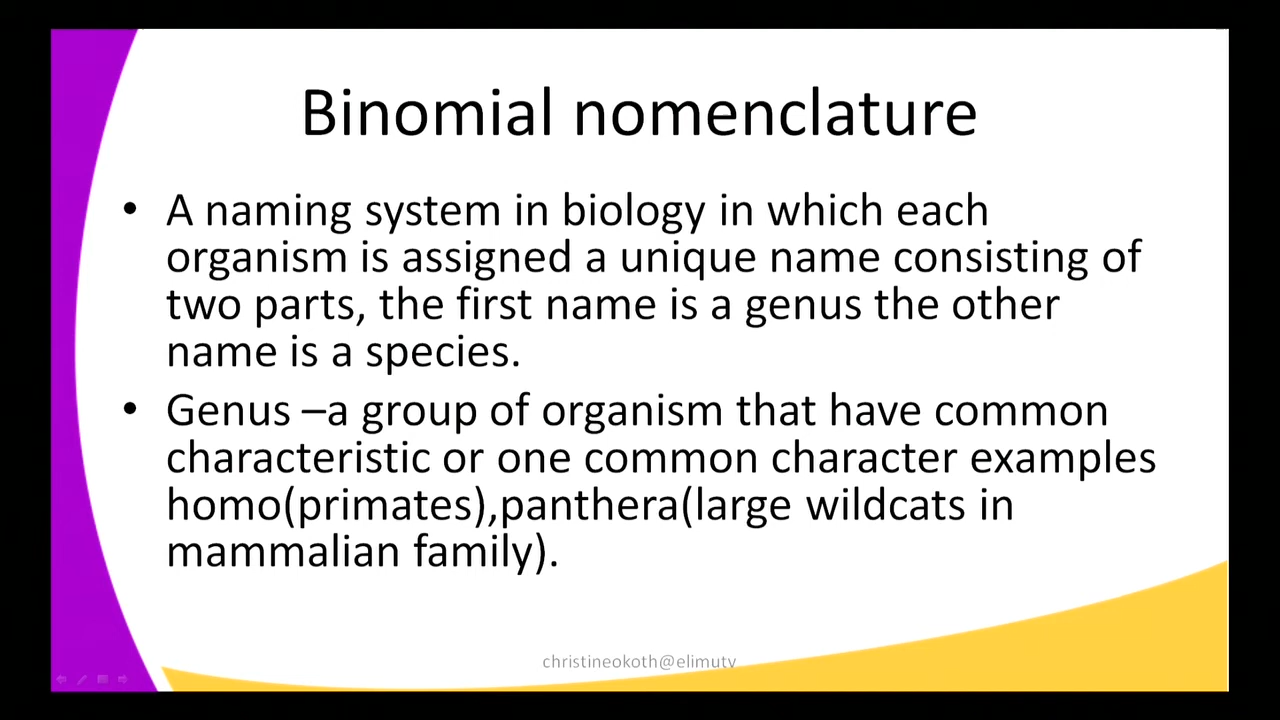 Binomial nomenclature
• A naming system in biology in which each
organism is assigned a unique name consisting of
two parts, the first name is a genus the other
name is a species.
• Genus –a group of organism that have common
characteristic or one common character examples
homo(primates),panthera(large wildcats in
mammalian family).
christineokoth@elimutv